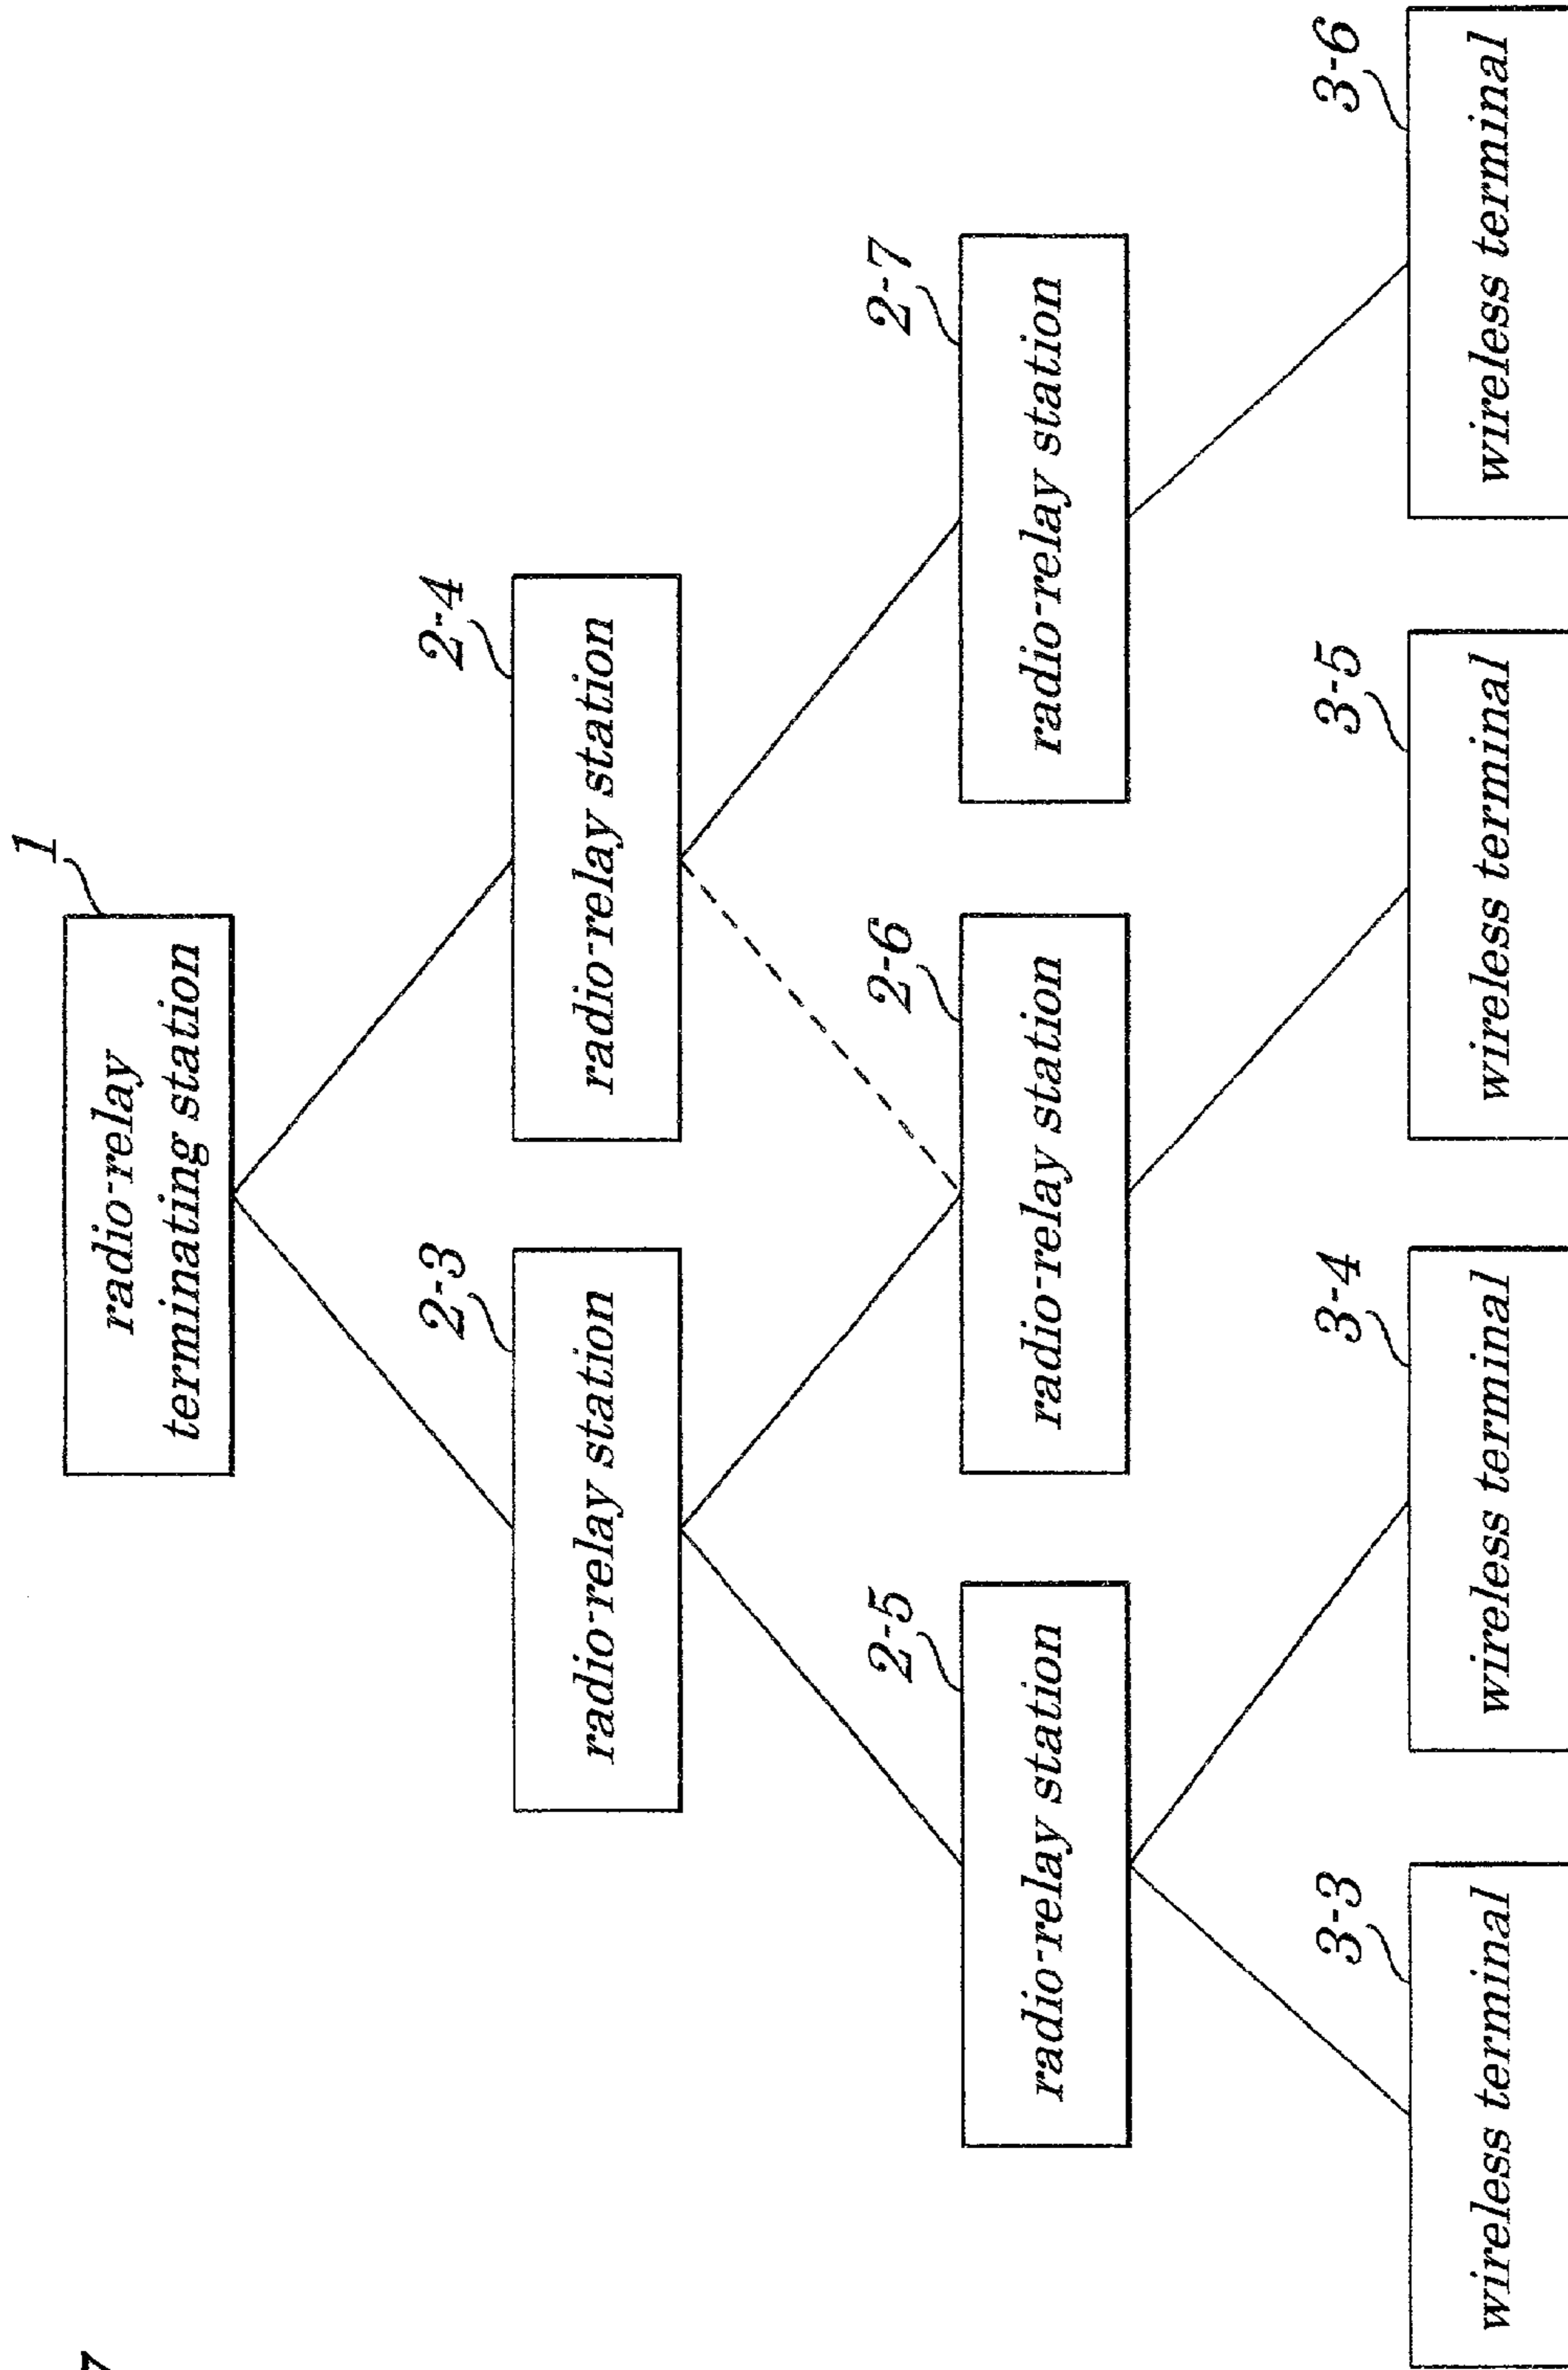 1
radio-relay
terminating station
2-3
radio-relay station
2-4
radio-relay station
2-5
radio-relay station
2-6
radio-relay station
2-7
radio-relay station
3-3
wireless terminal
3-4
wireless terminal
3-5
wireless terminal
3-6
wireless terminal